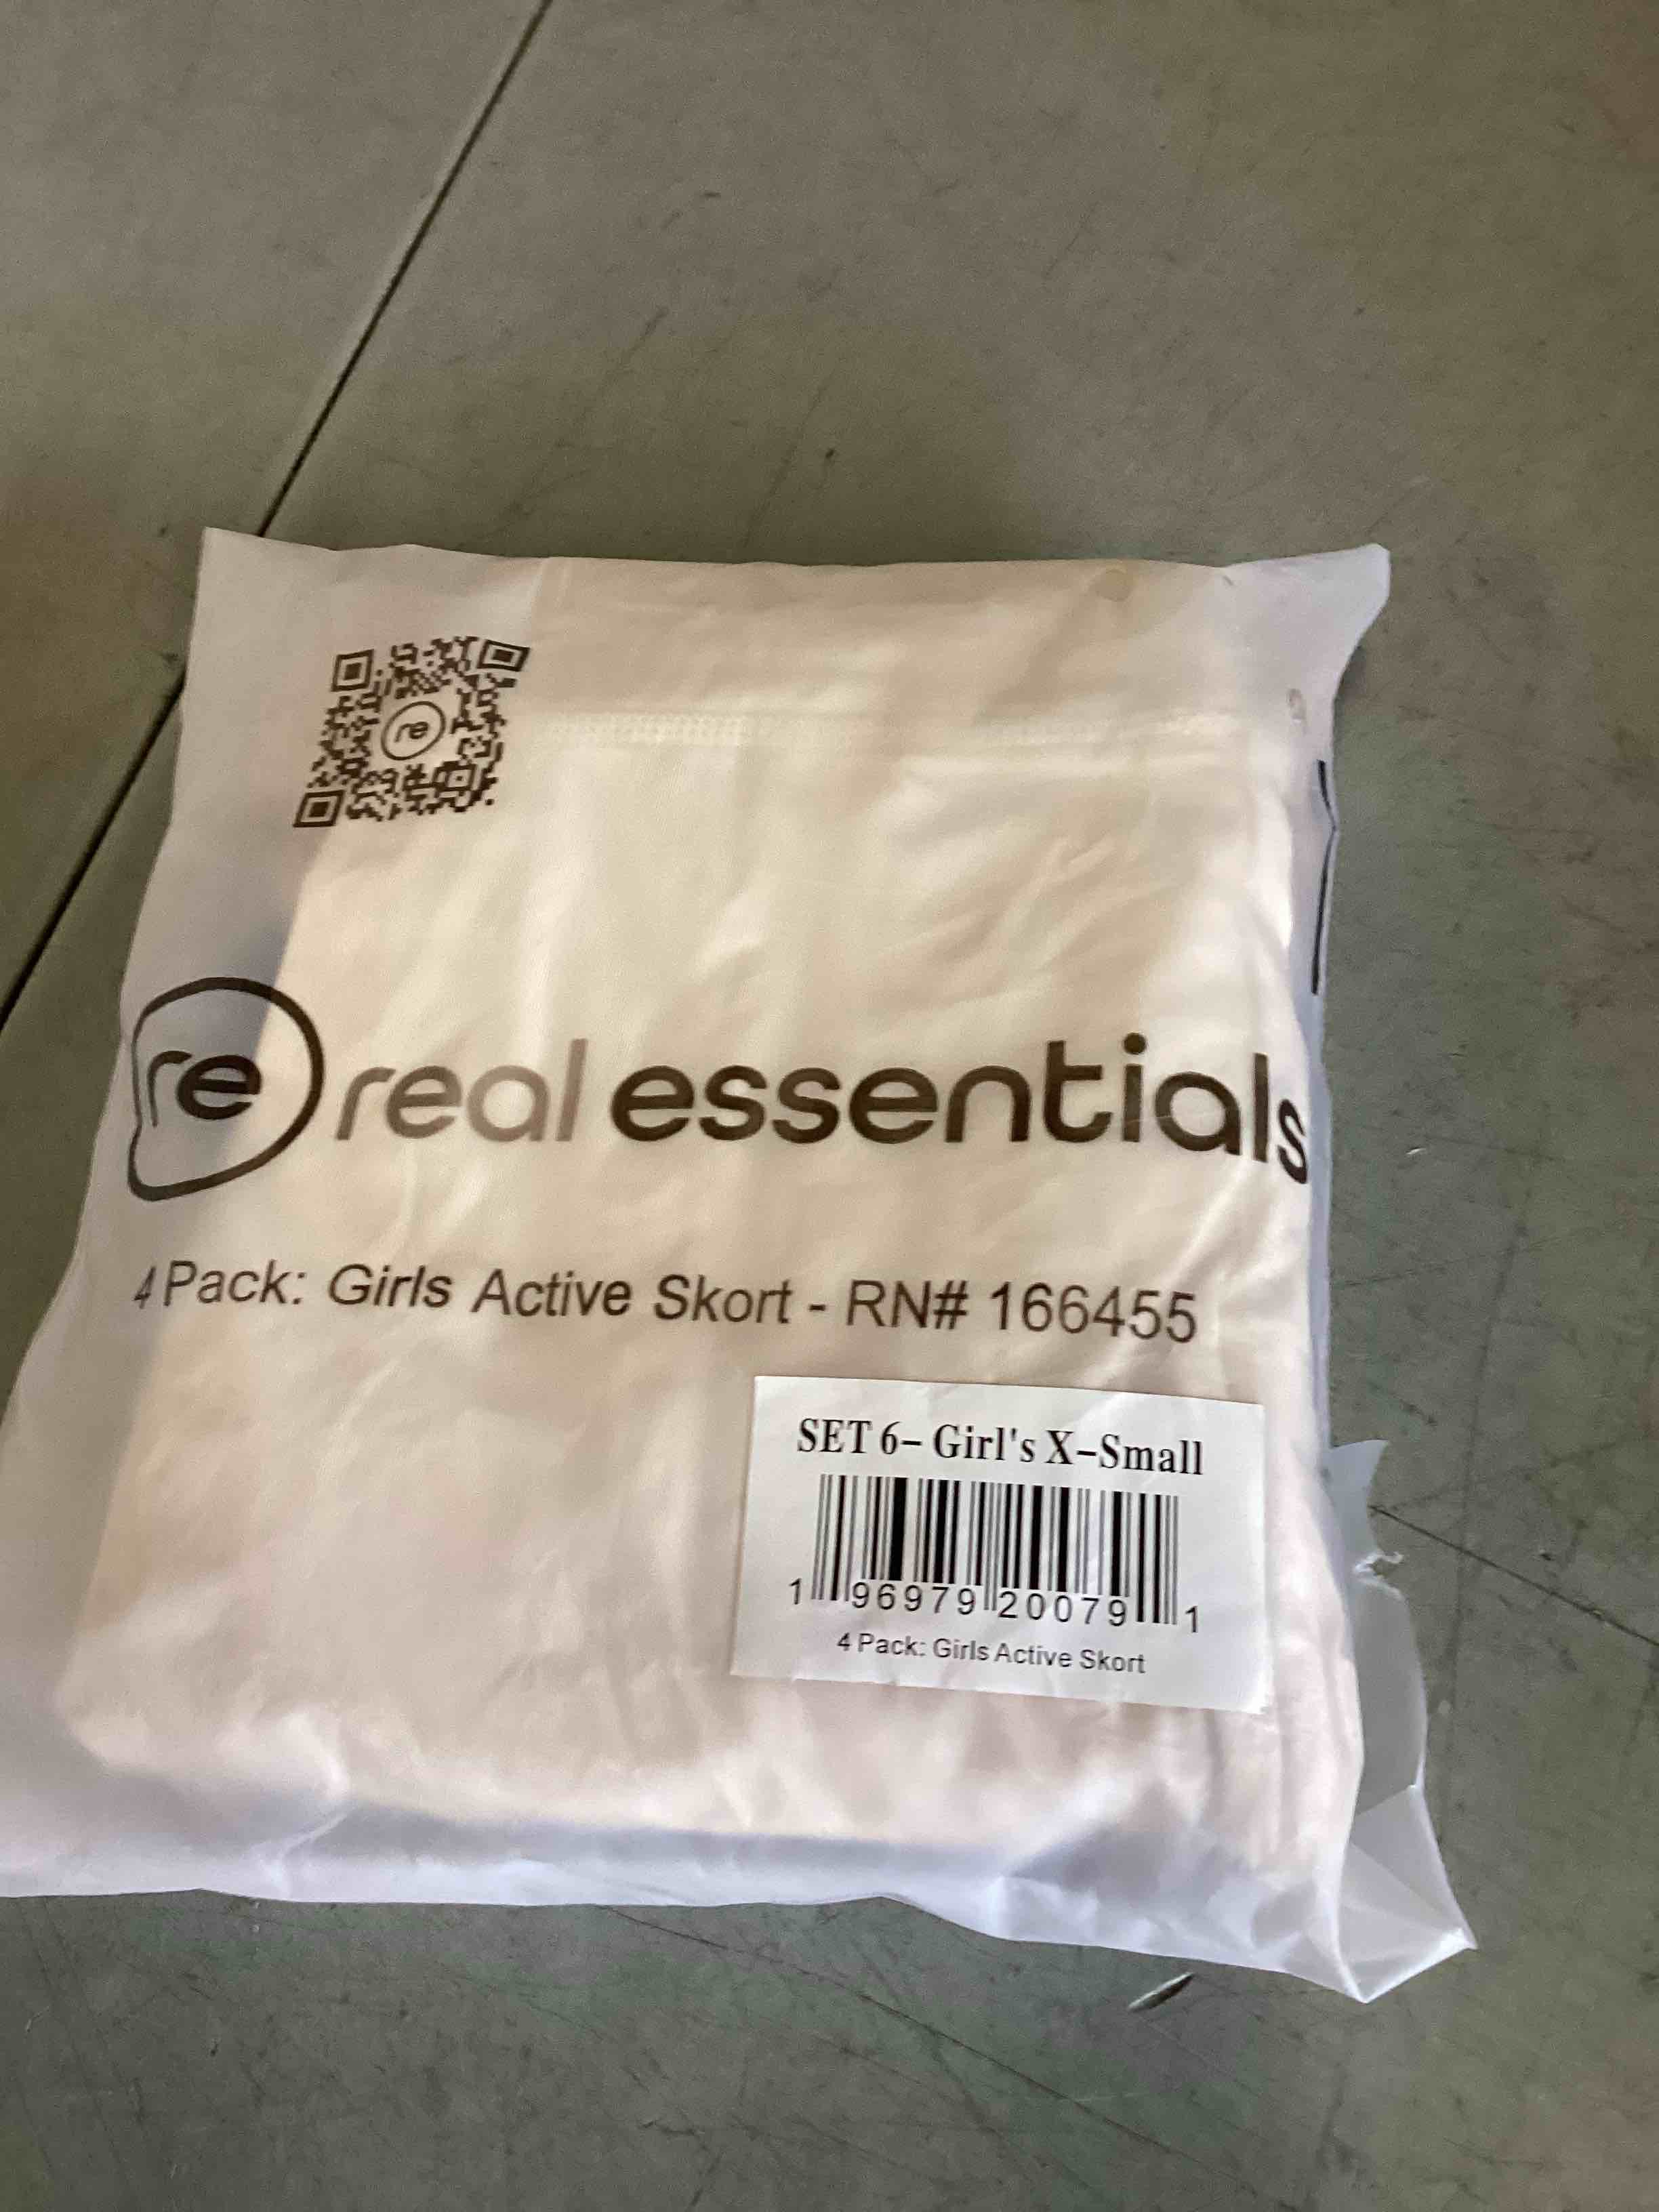 re
re real essentials
4 Pack: Girls Active Skort - RN# 166455
SET 6- Girl's X-Small
1 96979 20079 1
4 Pack: Girls Active Skort